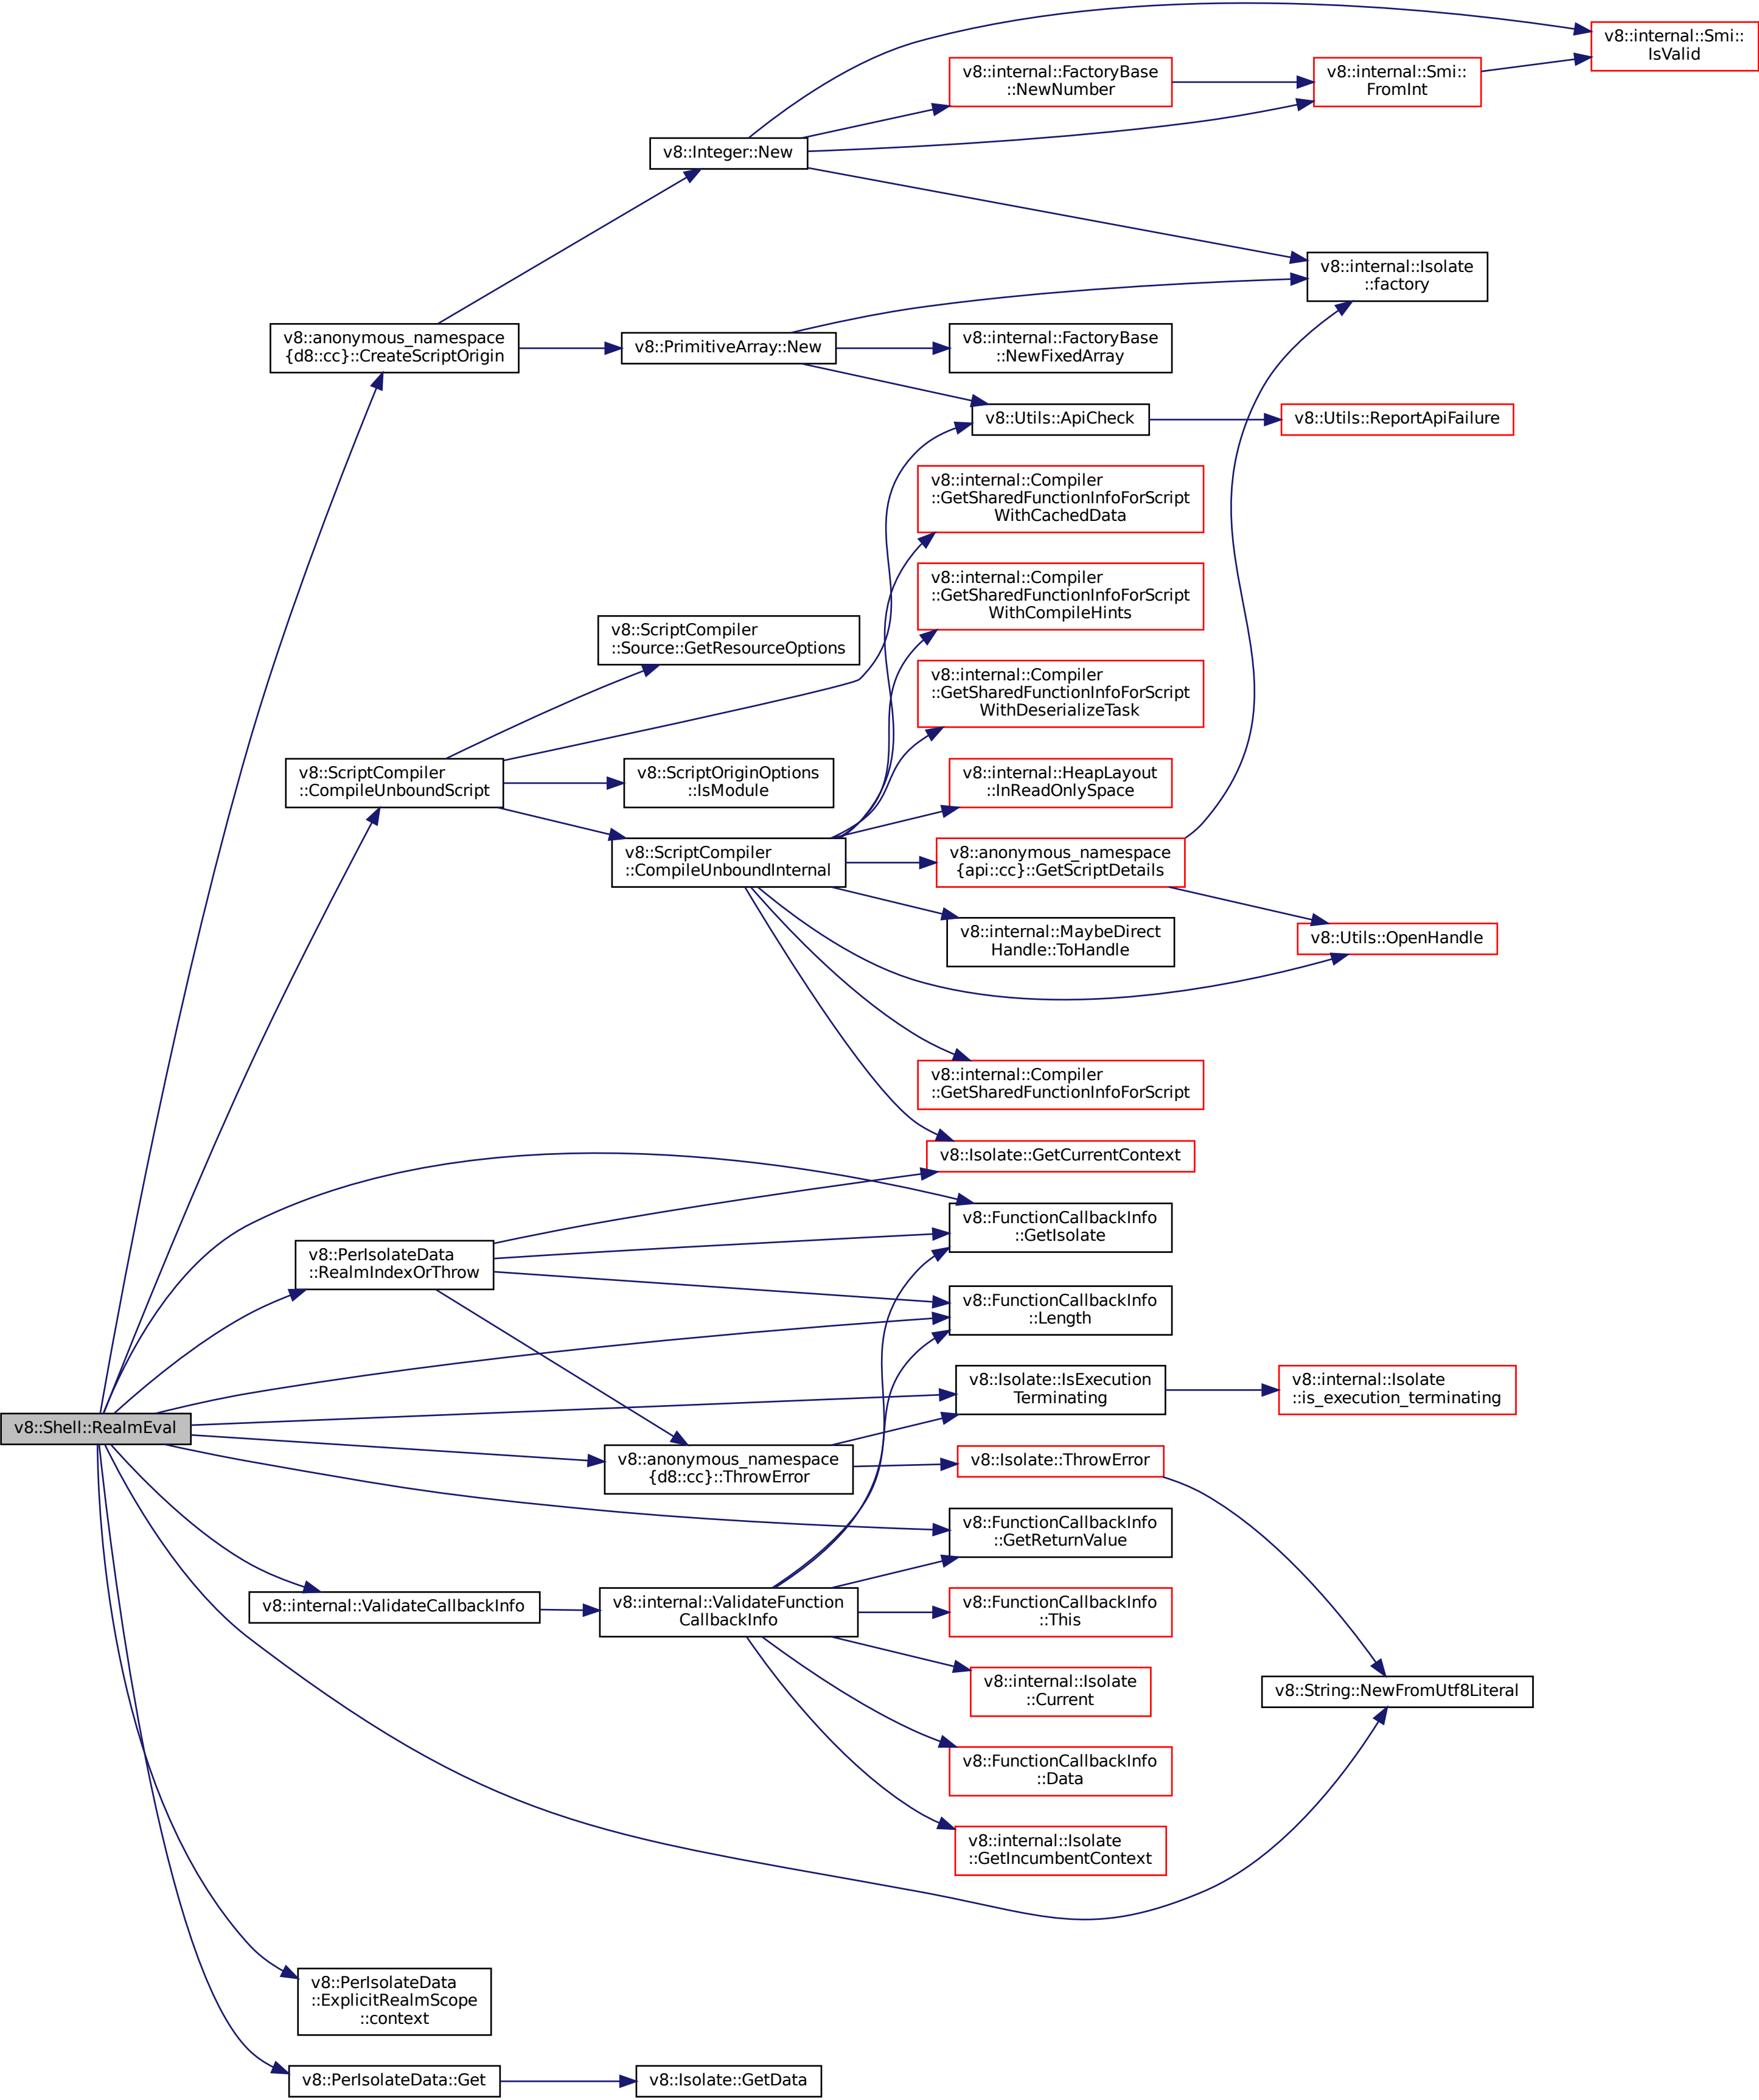 v8::internal::Smi::
IsValid
v8::internal::FactoryBase
::NewNumber
v8::internal::Smi::
FromInt
v8::Integer::New
v8::internal::Isolate
::factory
v8::anonymous_namespace
{d8::cc}::CreateScriptOrigin
v8::PrimitiveArray::New
v8::internal::FactoryBase
::NewFixedArray
v8::Utils::ApiCheck
v8::Utils::ReportApiFailure
v8::internal::Compiler
::GetSharedFunctionInfoForScript
WithCachedData
v8::internal::Compiler
::GetSharedFunctionInfoForScript
WithCompileHints
v8::ScriptCompiler
::Source::GetResourceOptions
v8::internal::Compiler
::GetSharedFunctionInfoForScript
WithDeserializeTask
v8::ScriptCompiler
::CompileUnboundScript
v8::ScriptOriginOptions
::IsModule
v8::internal::HeapLayout
::InReadOnlySpace
v8::ScriptCompiler
::CompileUnboundInternal
v8::anonymous_namespace
{api::cc}::GetScriptDetails
v8::internal::MaybeDirect
Handle::ToHandle
v8::Utils::OpenHandle
v8::internal::Compiler
::GetSharedFunctionInfoForScript
v8::Isolate::GetCurrentContext
v8::FunctionCallbackInfo
::GetIsolate
v8::PerIsolateData
::RealmIndexOrThrow
v8::FunctionCallbackInfo
::Length
v8::Isolate::IsExecution
Terminating
v8::internal::Isolate
::is_execution_terminating
v8::Shell::RealmEval
v8::anonymous_namespace
{d8::cc}::ThrowError
v8::Isolate::ThrowError
v8::FunctionCallbackInfo
::GetReturnValue
v8::internal::ValidateCallbackInfo
v8::internal::ValidateFunction
CallbackInfo
v8::FunctionCallbackInfo
::This
v8::internal::Isolate
::Current
v8::String::NewFromUtf8Literal
v8::FunctionCallbackInfo
::Data
v8::internal::Isolate
::GetIncumbentContext
v8::PerIsolateData
::ExplicitRealmScope
::context
v8::PerIsolateData::Get
v8::Isolate::GetData